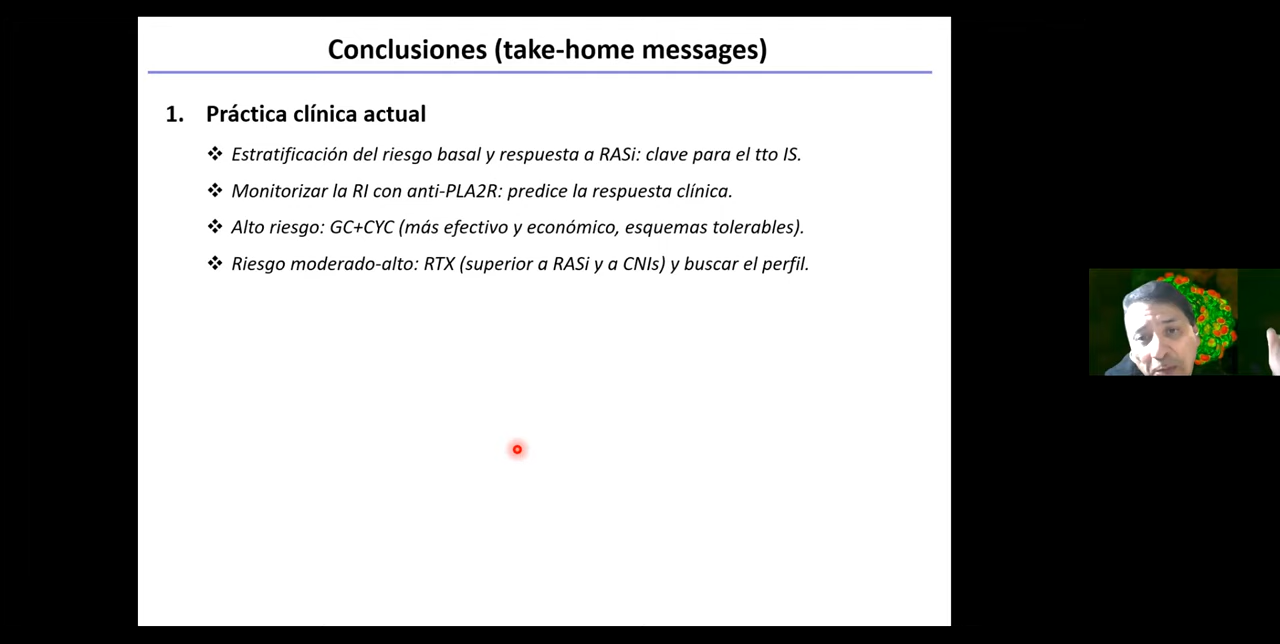 Conclusiones (take-home messages)
1. Práctica clínica actual
❖ Estratificación del riesgo basal y respuesta a RASi: clave para el tto IS.
❖ Monitorizar la RI con anti-PLA2R: predice la respuesta clínica.
❖ Alto riesgo: GC+CYC (más efectivo y económico, esquemas tolerables).
❖ Riesgo moderado-alto: RTX (superior a RASi y a CNIs) y buscar el perfil.